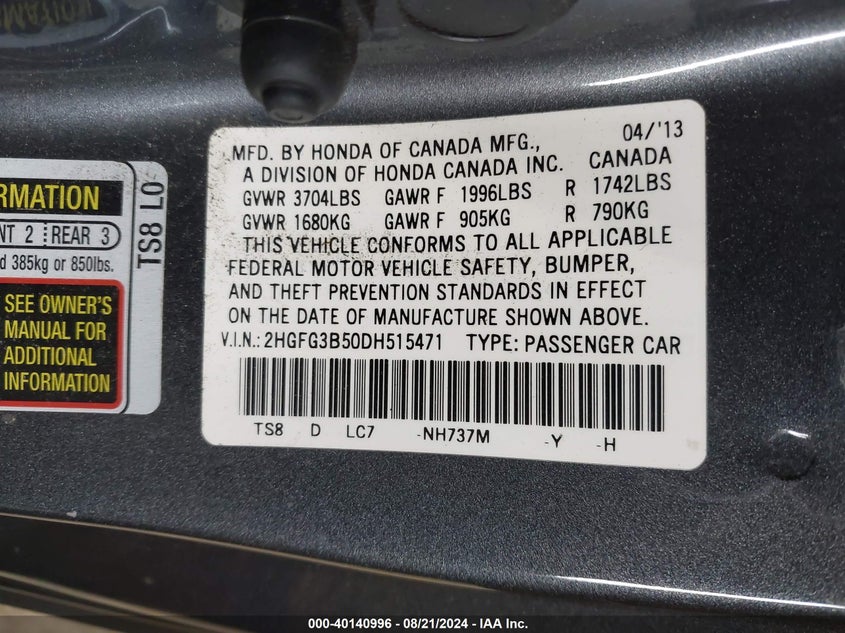 04/'13
MFD. BY HONDA OF CANADA MFG.,
A DIVISION OF HONDA CANADA INC. CANADA
GVWR 3704LBS GAWR F 1996LBS R 1742LBS
GVWR 1680KG GAWR F 905KG R 790KG
THIS VEHICLE CONFORMS TO ALL APPLICABLE
FEDERAL MOTOR VEHICLE SAFETY, BUMPER,
AND THEFT PREVENTION STANDARDS IN EFFECT
ON THE DATE OF MANUFACTURE SHOWN ABOVE.
V.I.N.: 2HGFG3B50DH515471 TYPE: PASSENGER CAR
TS8 D LC7 -NH737M -Y -H
RMATION
NT 2 REAR 3
d 385kg or 850lbs.
SEE OWNER'S
MANUAL FOR
ADDITIONAL
INFORMATION
TS8 L0
000-40140996 - 08/21/2024 - IAA Inc.